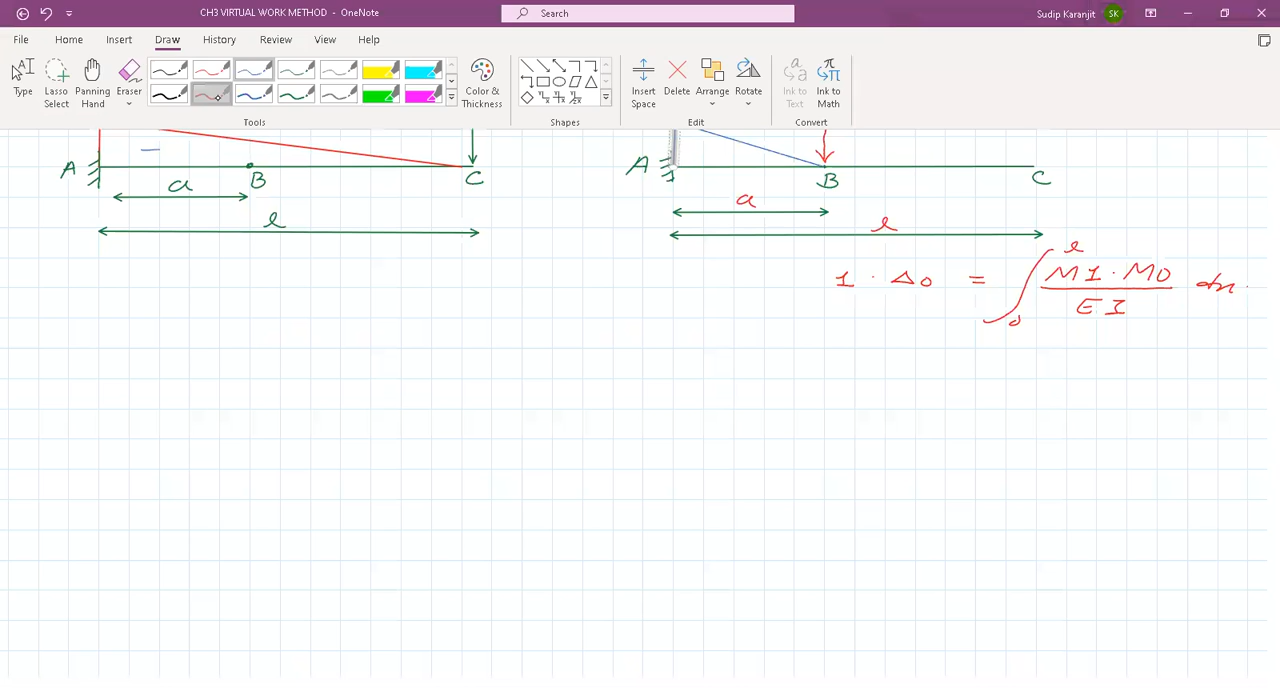 CH3 VIRTUAL WORK METHOD - OneNote
Search
Sudip Karanjit
SK
File Home Insert Draw History Review View Help
Type
Lasso Select
Panning Hand
Eraser
Color & Thickness
Insert Space
Delete
Arrange
Rotate
Ink to Text
Ink to Math
Tools
Shapes
Edit
Convert
A B C
a
l
A B C
a
l
1 · Δ0 = ∫₀ˡ M1 · M0 / EI dx.